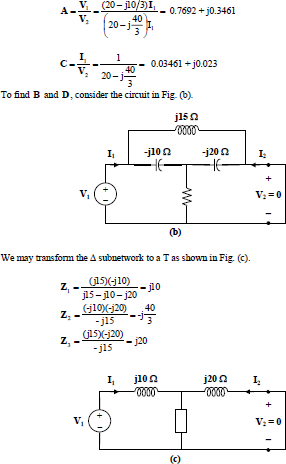 A = V₁/V₂ = (20 – j10/3)I₁ / (20 – j40/3)I₁ = 0.7692 + j0.3461
C = I₁/V₂ = 1 / (20 – j40/3) = 0.03461 + j0.023
To find B and D, consider the circuit in Fig. (b).
j15 Ω
I₁ -j10 Ω -j20 Ω I₂
+
V₁ + – V₂ = 0
–
(b)
We may transform the Δ subnetwork to a T as shown in Fig. (c).
Z₁ = (j15)(-j10) / (j15 – j10 – j20) = j10
Z₂ = (-j10)(-j20) / (-j15) = -j40/3
Z₃ = (j15)(-j20) / (-j15) = j20
I₁ j10 Ω j20 Ω I₂
+
V₁ + – V₂ = 0
–
(c)